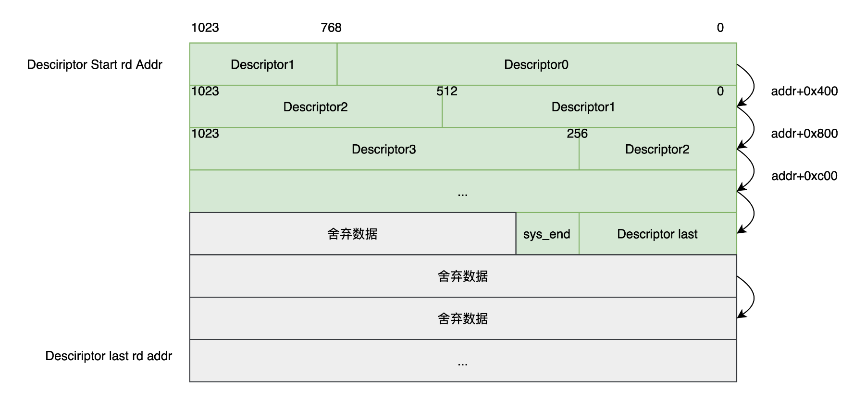 1023 768 0
Desciriptor Start rd Addr Descriptor1 Descriptor0
1023 512 0 addr+0x400
Descriptor2 Descriptor1
1023 256 addr+0x800
Descriptor3 Descriptor2
addr+0xc00
...
舍弃数据 sys_end Descriptor last
舍弃数据
舍弃数据
Desciriptor last rd addr ...